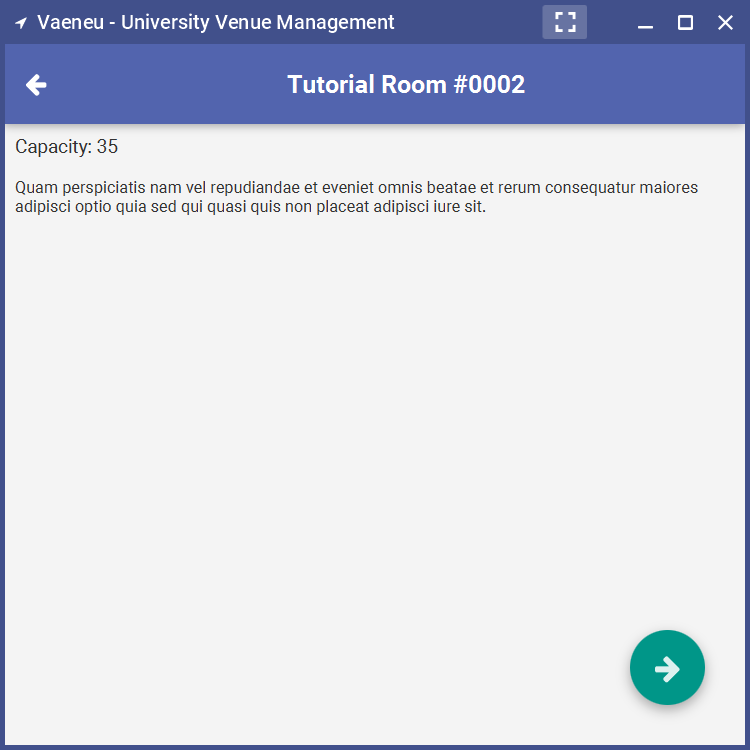 Vaeneu - University Venue Management
Tutorial Room #0002
Capacity: 35
Quam perspiciatis nam vel repudiandae et eveniet omnis beatae et rerum consequatur maiores
adipisci optio quia sed qui quasi quis non placeat adipisci iure sit.